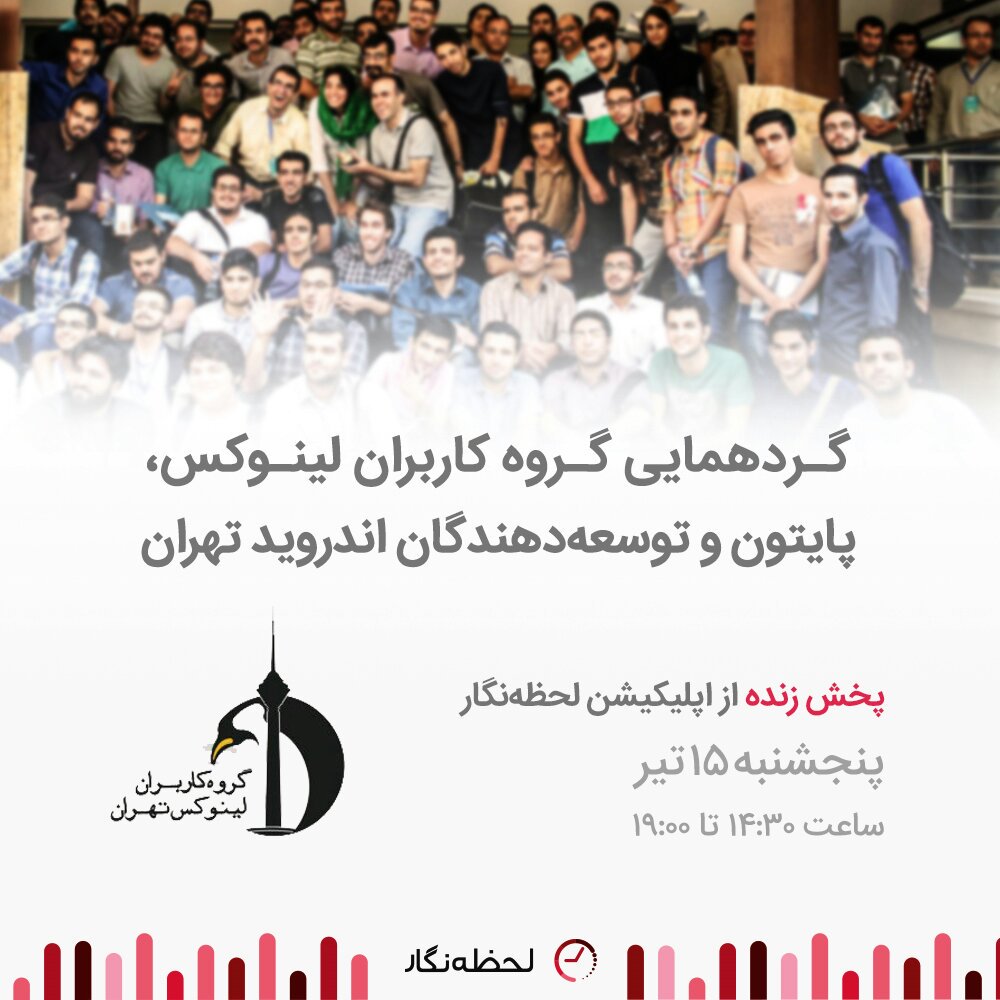 گردهمایی گروه کاربران لینوکس،
پایتون و توسعه‌دهندگان اندروید تهران
پخش زنده از اپلیکیشن لحظه‌نگار
پنجشنبه ۱۵ تیر
ساعت ۱۴:۳۰ تا ۱۹:۰۰
گروه کاربران
لینوکس تهران
لحظه‌نگار